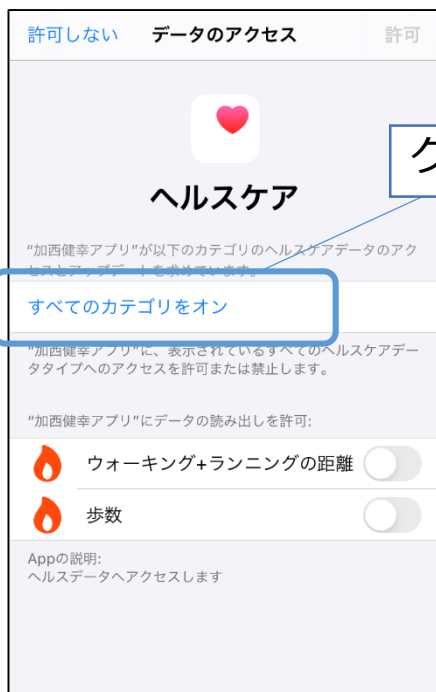 許可しない データのアクセス 許可
ク
ヘルスケア
"加西健幸アプリ"が以下のカテゴリのヘルスケアデータのアク
セスとアップデートを求めています。
すべてのカテゴリをオン
"加西健幸アプリ"に、表示されているすべてのヘルスケアデー
タタイプへのアクセスを許可または禁止します。
"加西健幸アプリ"にデータの読み出しを許可:
ウォーキング+ランニングの距離
歩数
Appの説明:
ヘルスデータへアクセスします